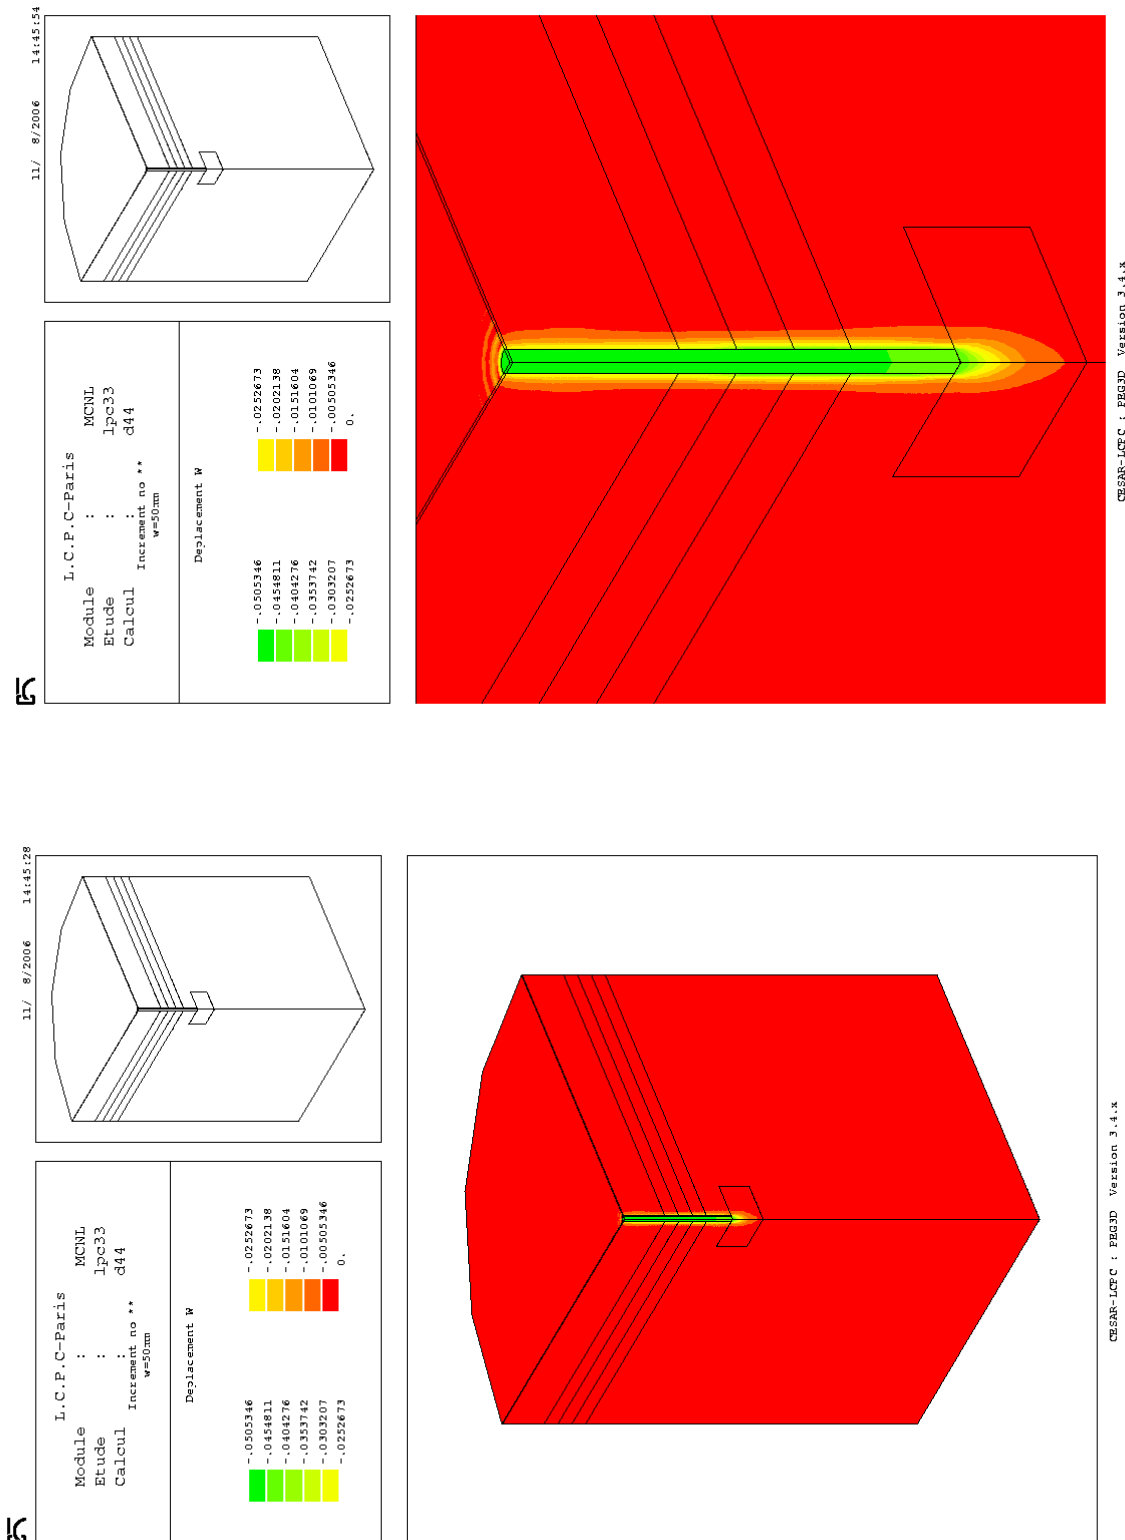 11/ 8/2006 14:45:54
L.C.P.C-Paris
Module : MCNL
Etude : lpc33
Calcul : d44
Increment no **
w=50mm
Deplacement W
-.0505346
-.0454811
-.0404276
-.0353742
-.0303207
-.0252673
-.0252673
-.0202138
-.0151604
-.0101069
-.00505346
0.
CESAR-LCPC : PEG3D Version 3.4.x
11/ 8/2006 14:45:28
L.C.P.C-Paris
Module : MCNL
Etude : lpc33
Calcul : d44
Increment no **
w=50mm
Deplacement W
-.0505346
-.0454811
-.0404276
-.0353742
-.0303207
-.0252673
-.0252673
-.0202138
-.0151604
-.0101069
-.00505346
0.
CESAR-LCPC : PEG3D Version 3.4.x